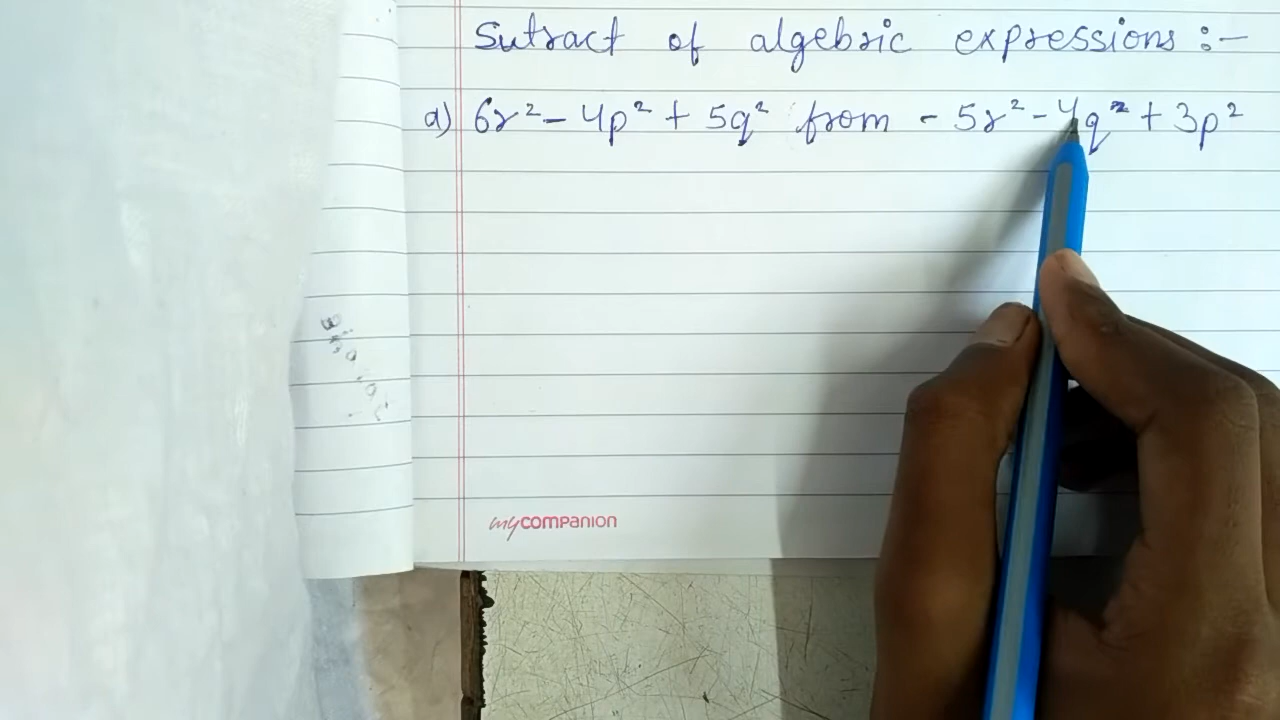 Sutract of algebric expressions :-
a) 6r² - 4p² + 5q² from - 5r² - 4q² + 3p²
mycompanion